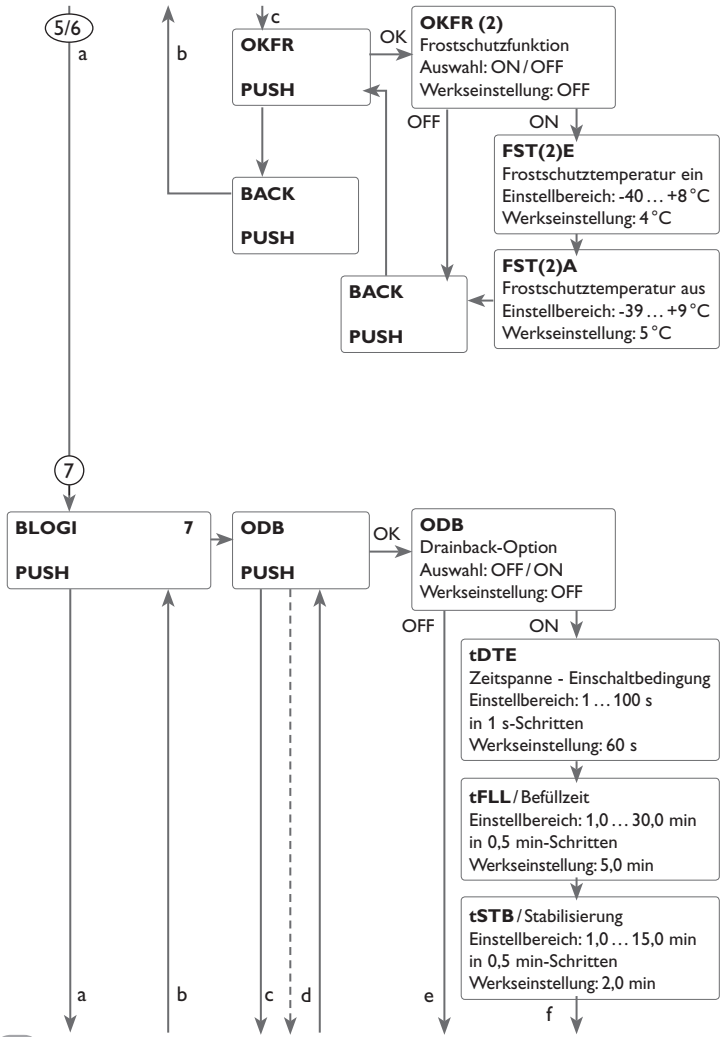 5/6
a
b
c
OKFR
PUSH
OK
OKFR (2)
Frostschutzfunktion
Auswahl: ON/OFF
Werkseinstellung: OFF
OFF
ON
FST(2)E
Frostschutztemperatur ein
Einstellbereich: -40 … +8 °C
Werkseinstellung: 4 °C
BACK
PUSH
FST(2)A
Frostschutztemperatur aus
Einstellbereich: -39 … +9 °C
Werkseinstellung: 5 °C
BACK
PUSH
7
BLOGI 7
PUSH
ODB
PUSH
OK
ODB
Drainback-Option
Auswahl: OFF/ON
Werkseinstellung: OFF
OFF
ON
tDTE
Zeitspanne - Einschaltbedingung
Einstellbereich: 1 … 100 s
in 1 s-Schritten
Werkseinstellung: 60 s
tFLL/Befüllzeit
Einstellbereich: 1,0 … 30,0 min
in 0,5 min-Schritten
Werkseinstellung: 5,0 min
tSTB/Stabilisierung
Einstellbereich: 1,0 … 15,0 min
in 0,5 min-Schritten
Werkseinstellung: 2,0 min
a
b
c
d
e
f